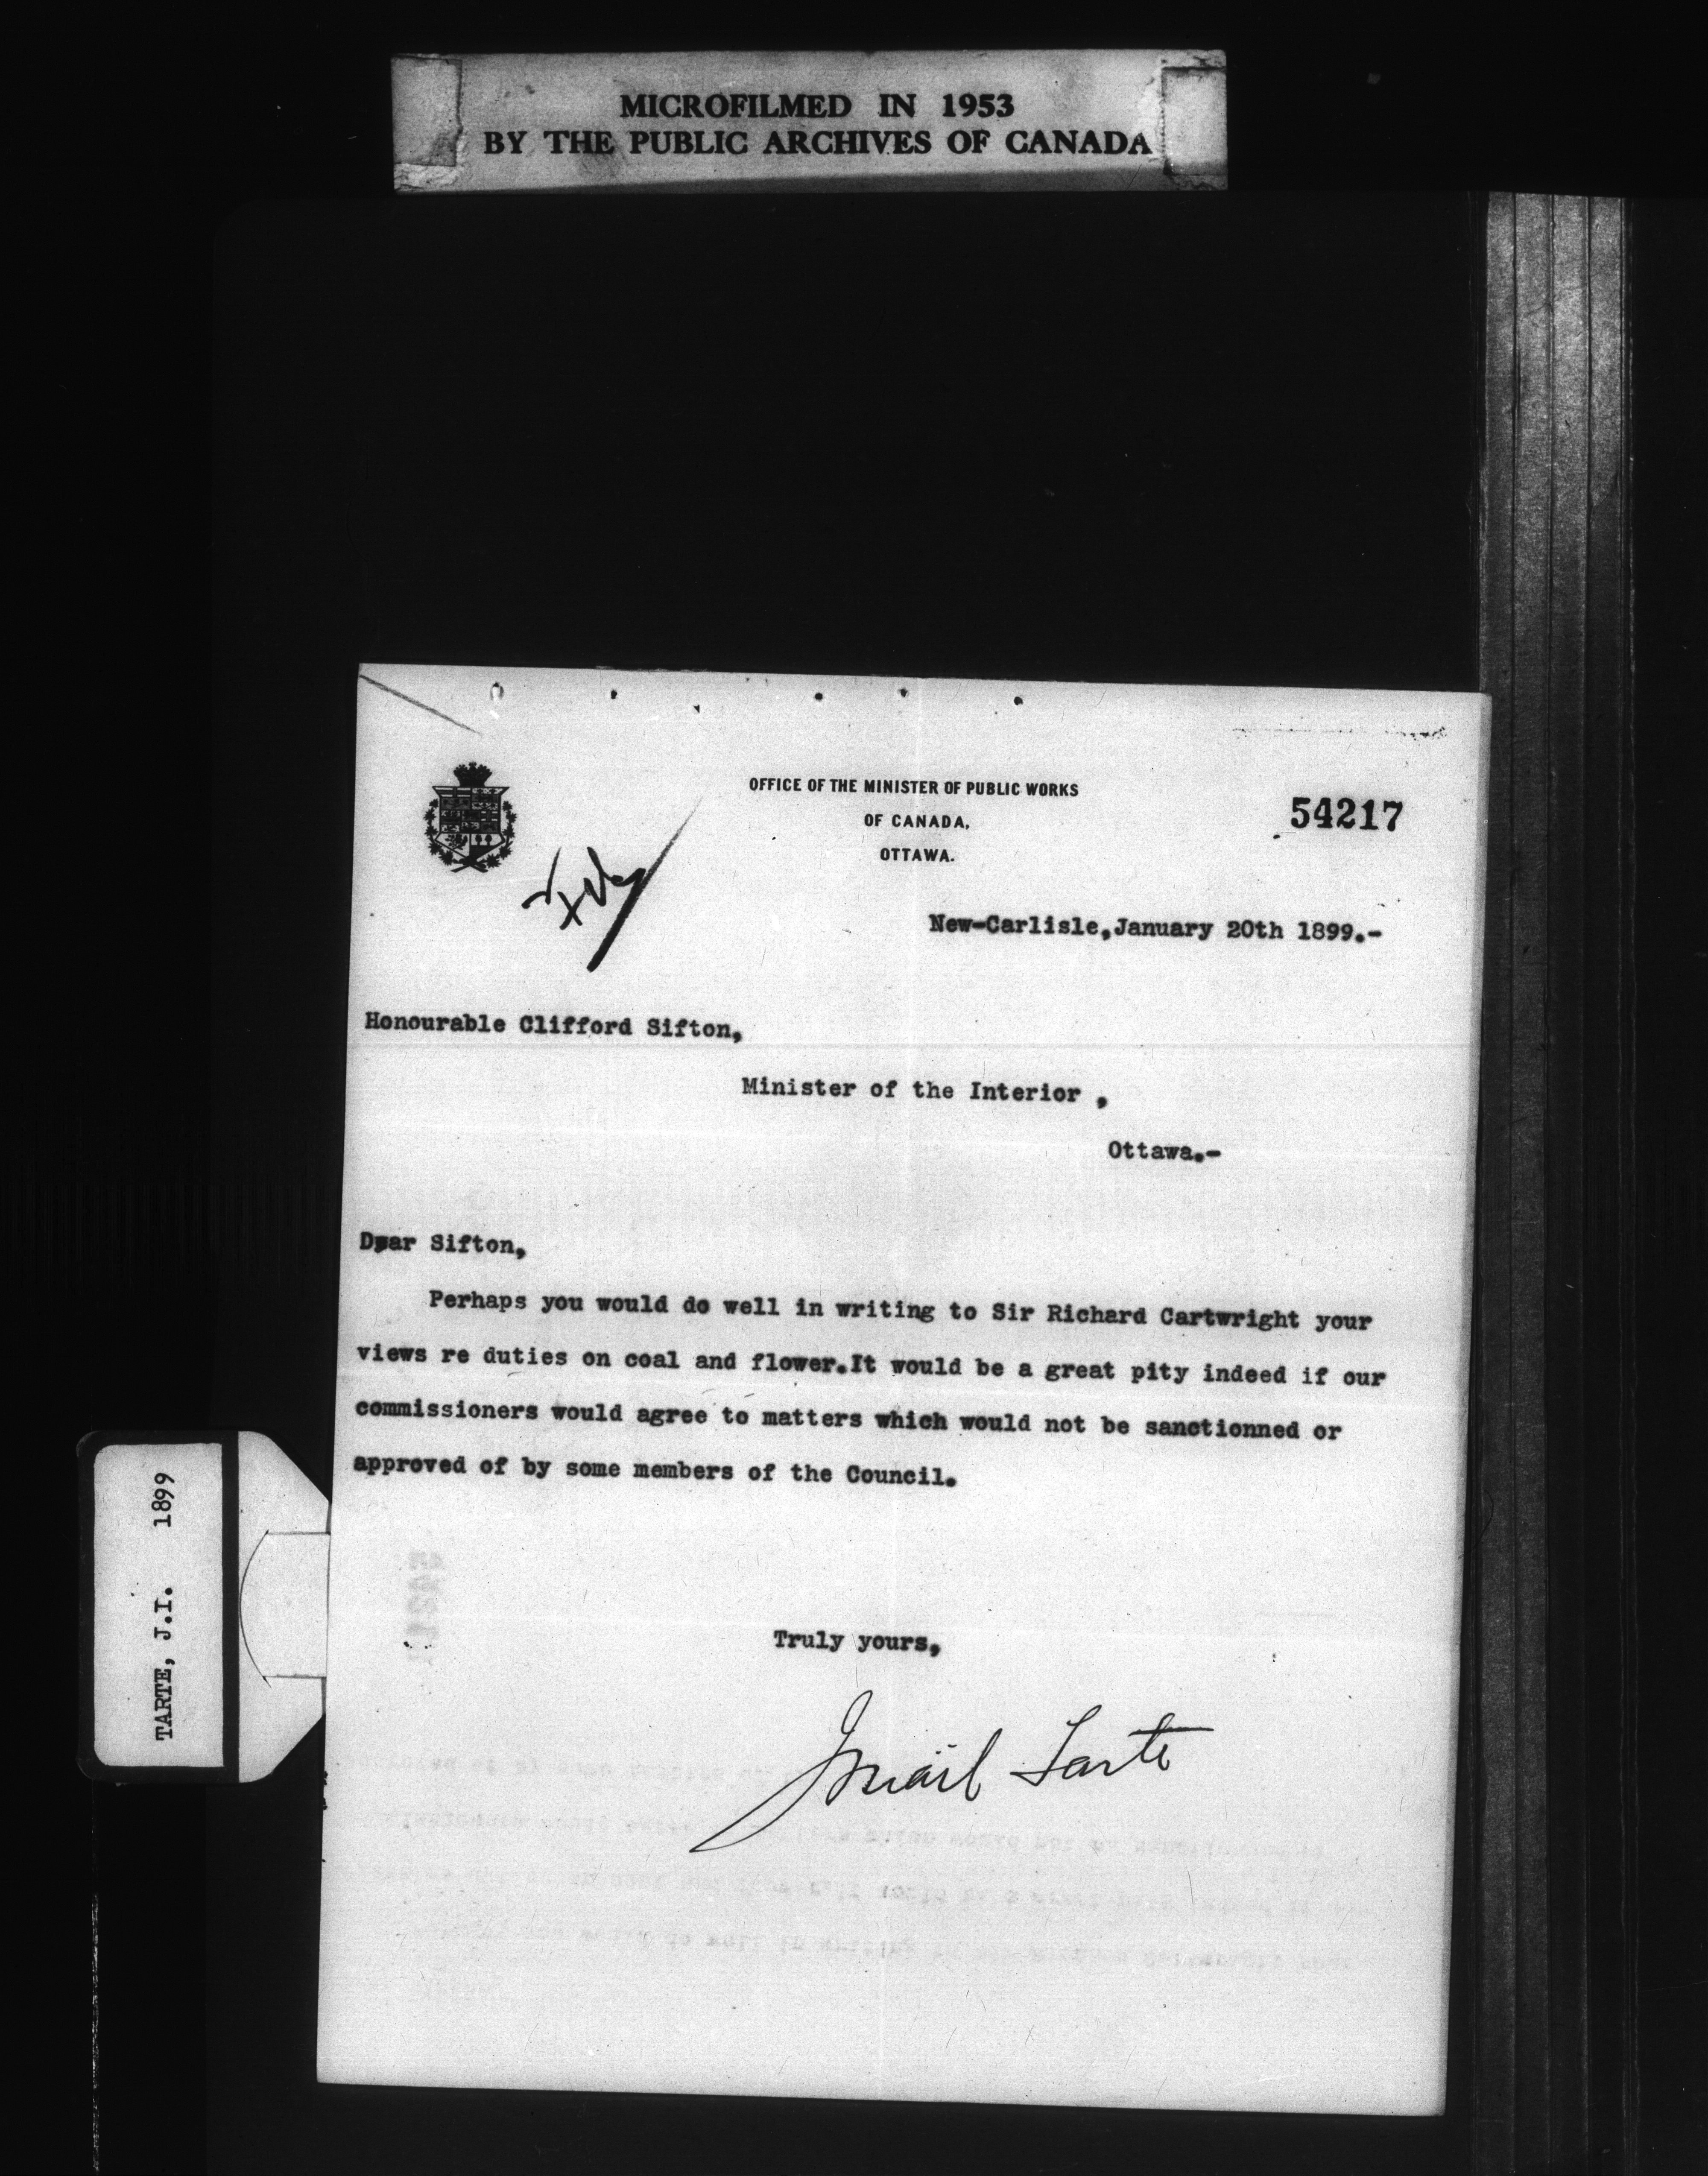 MICROFILMED IN 1953
BY THE PUBLIC ARCHIVES OF CANADA
OFFICE OF THE MINISTER OF PUBLIC WORKS
OF CANADA,
OTTAWA.
54217
New-Carlisle,January 20th 1899.-
Honourable Clifford Sifton,
Minister of the Interior ,
Ottawa.-
Dear Sifton,
Perhaps you would do well in writing to Sir Richard Cartwright your
views re duties on coal and flower.It would be a great pity indeed if our
commissioners would agree to matters which would not be sanctionned or
approved of by some members of the Council.
Truly yours,
Israël Tarte
TARTE, J.I. 1899